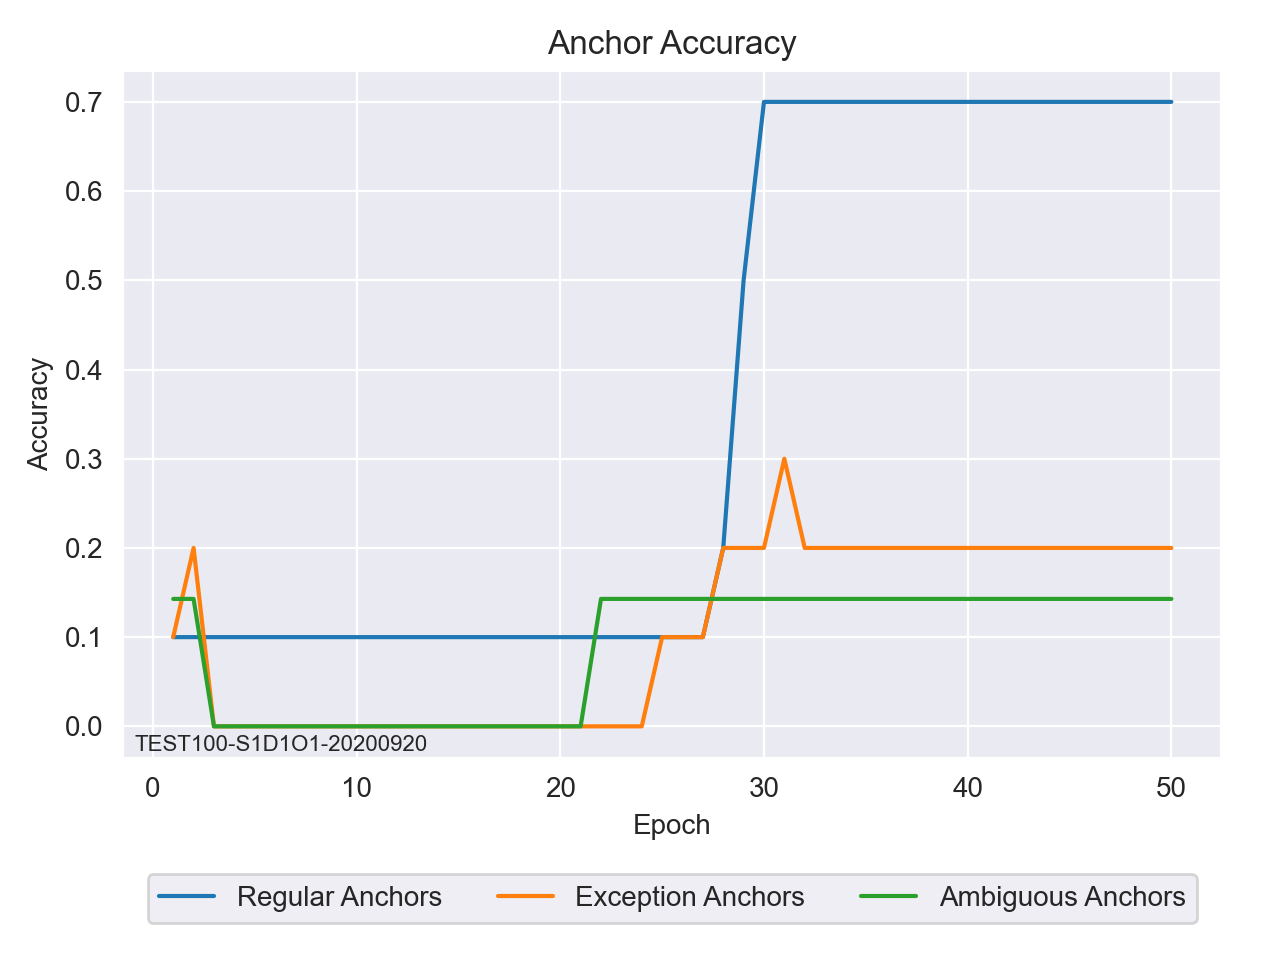 Anchor Accuracy
0.7
0.6
0.5
0.4
0.3
0.2
0.1
0.0
Accuracy
TEST100-S1D1O1-20200920
0 10 20 30 40 50
Epoch
Regular Anchors Exception Anchors Ambiguous Anchors